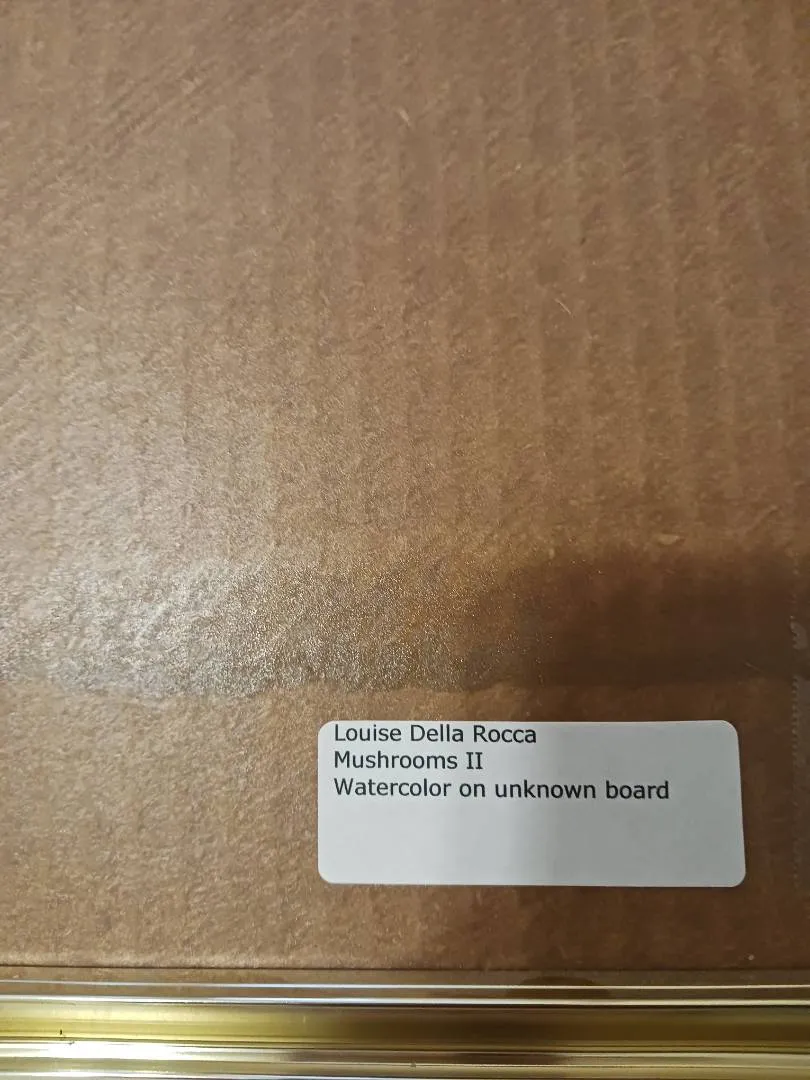 Louise Della Rocca
Mushrooms II
Watercolor on unknown board